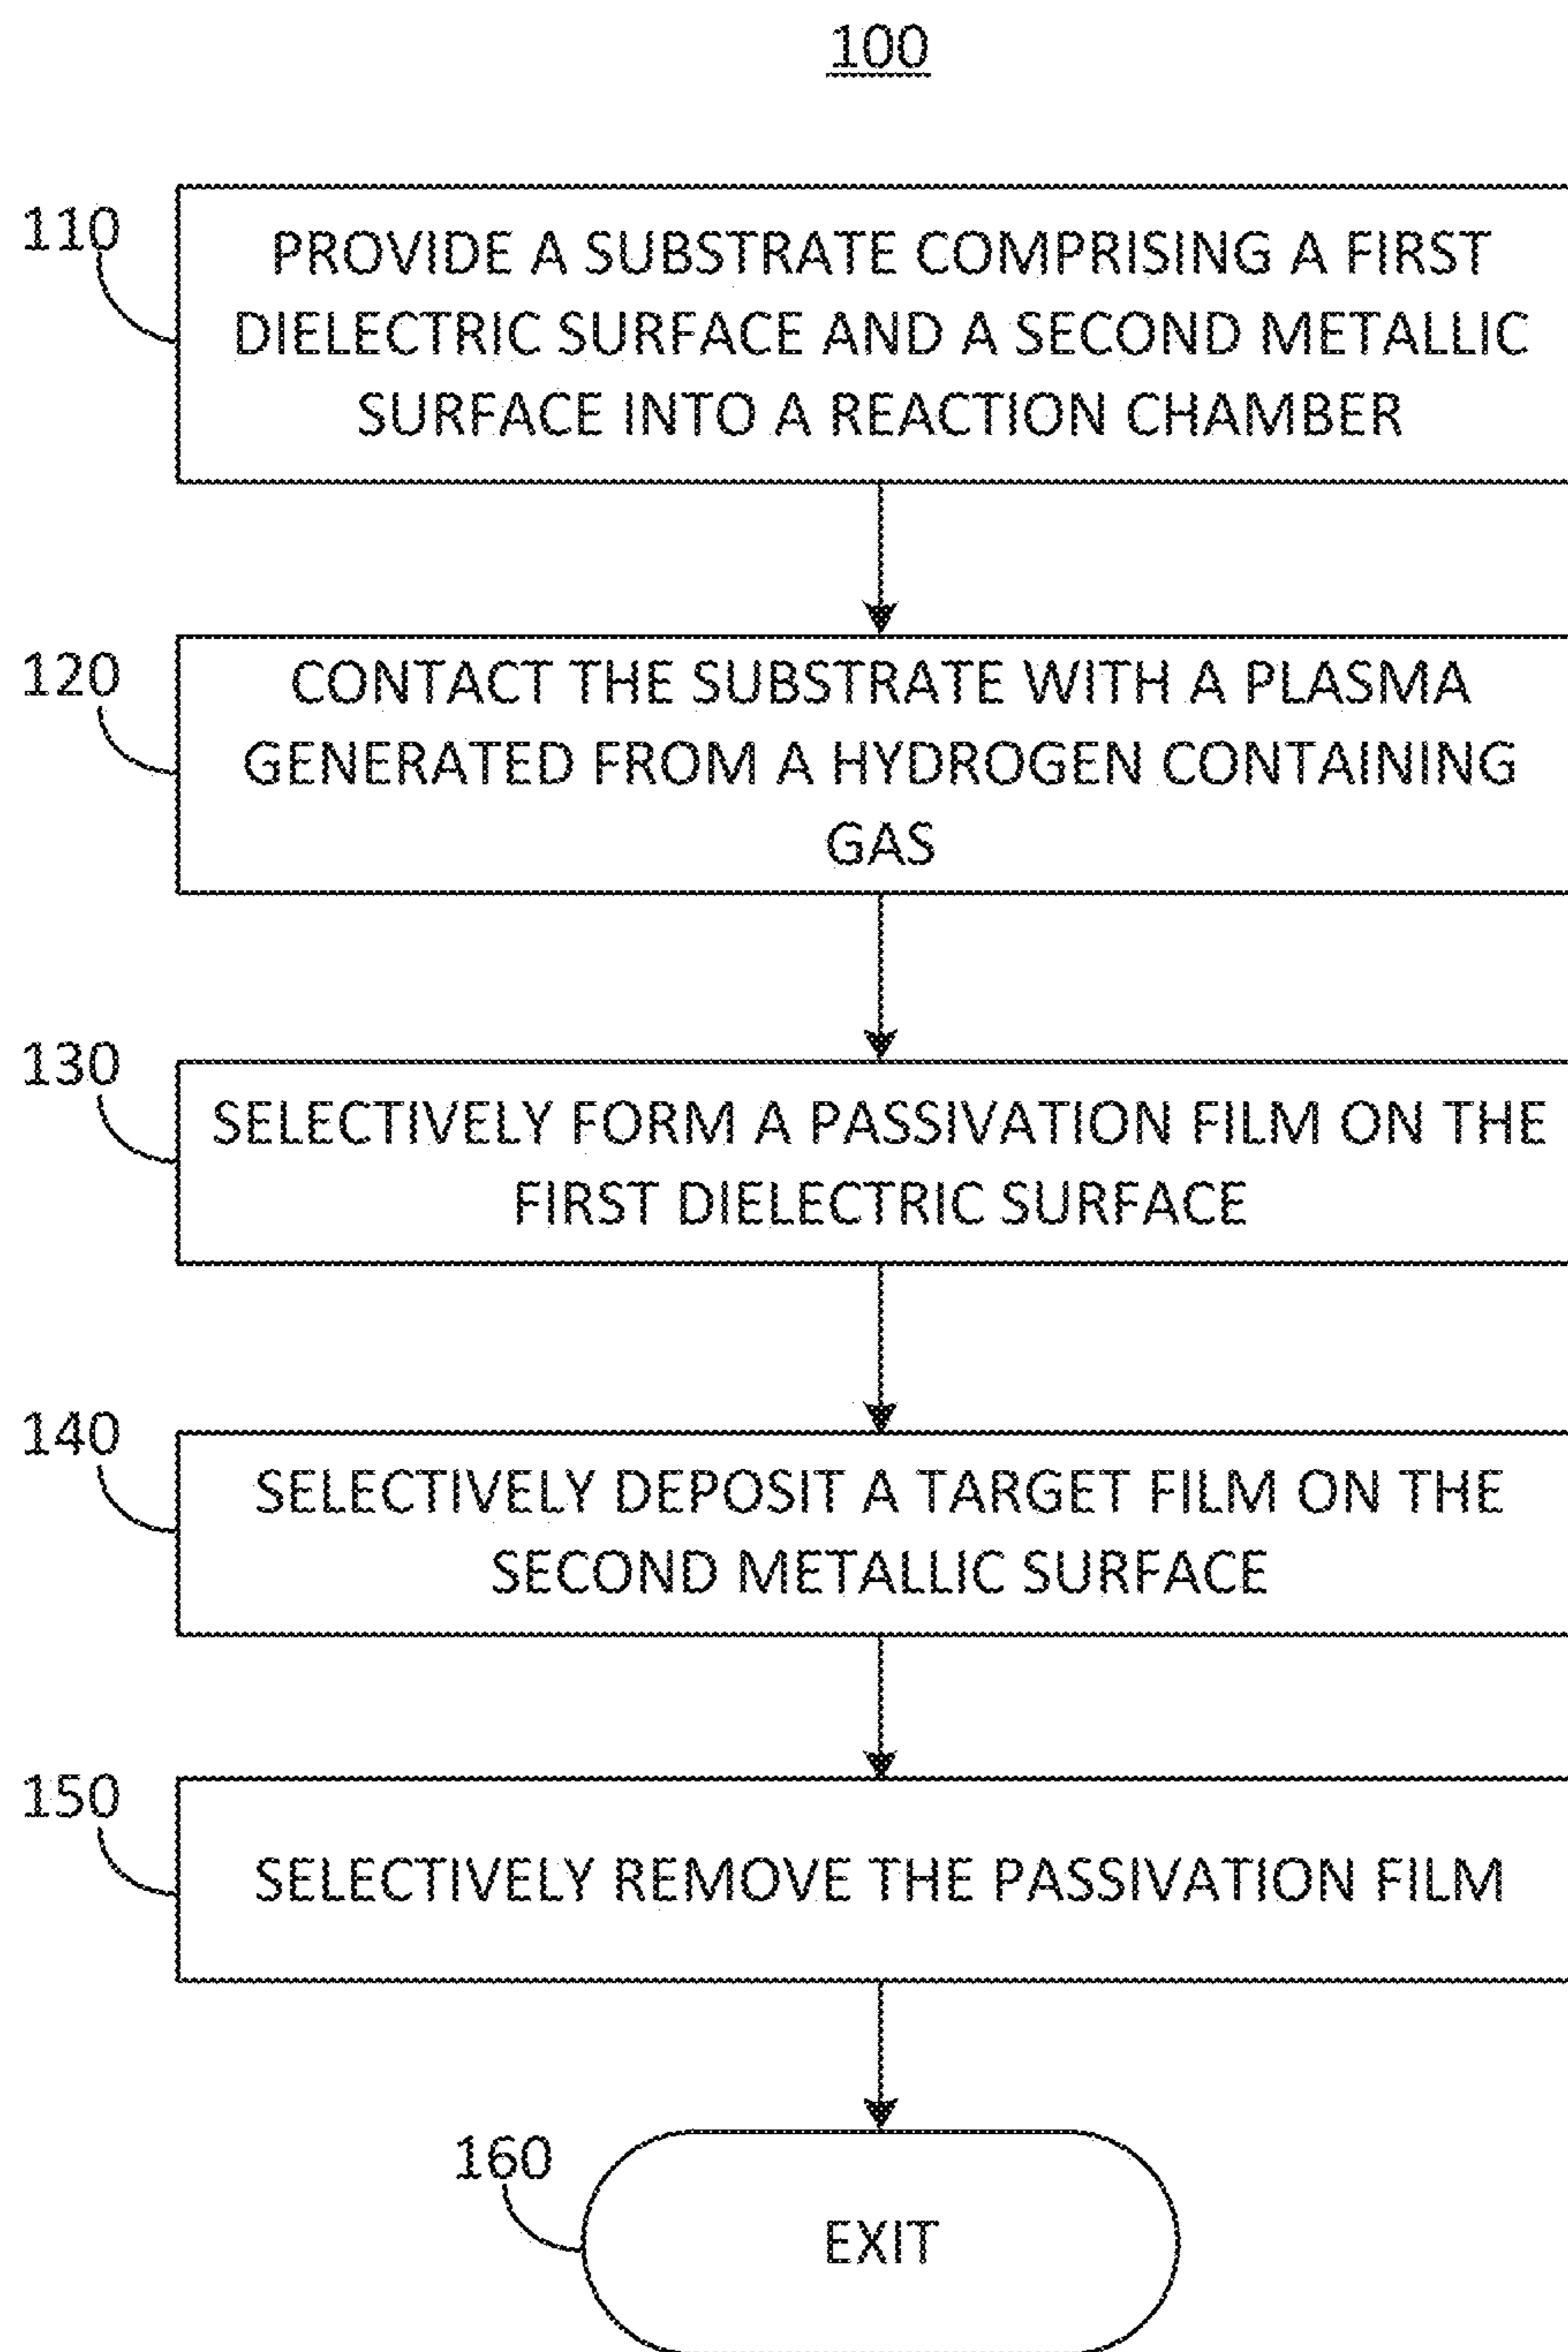 100
110
PROVIDE A SUBSTRATE COMPRISING A FIRST
DIELECTRIC SURFACE AND A SECOND METALLIC
SURFACE INTO A REACTION CHAMBER
120
CONTACT THE SUBSTRATE WITH A PLASMA
GENERATED FROM A HYDROGEN CONTAINING
GAS
130
SELECTIVELY FORM A PASSIVATION FILM ON THE
FIRST DIELECTRIC SURFACE
140
SELECTIVELY DEPOSIT A TARGET FILM ON THE
SECOND METALLIC SURFACE
150
SELECTIVELY REMOVE THE PASSIVATION FILM
160
EXIT